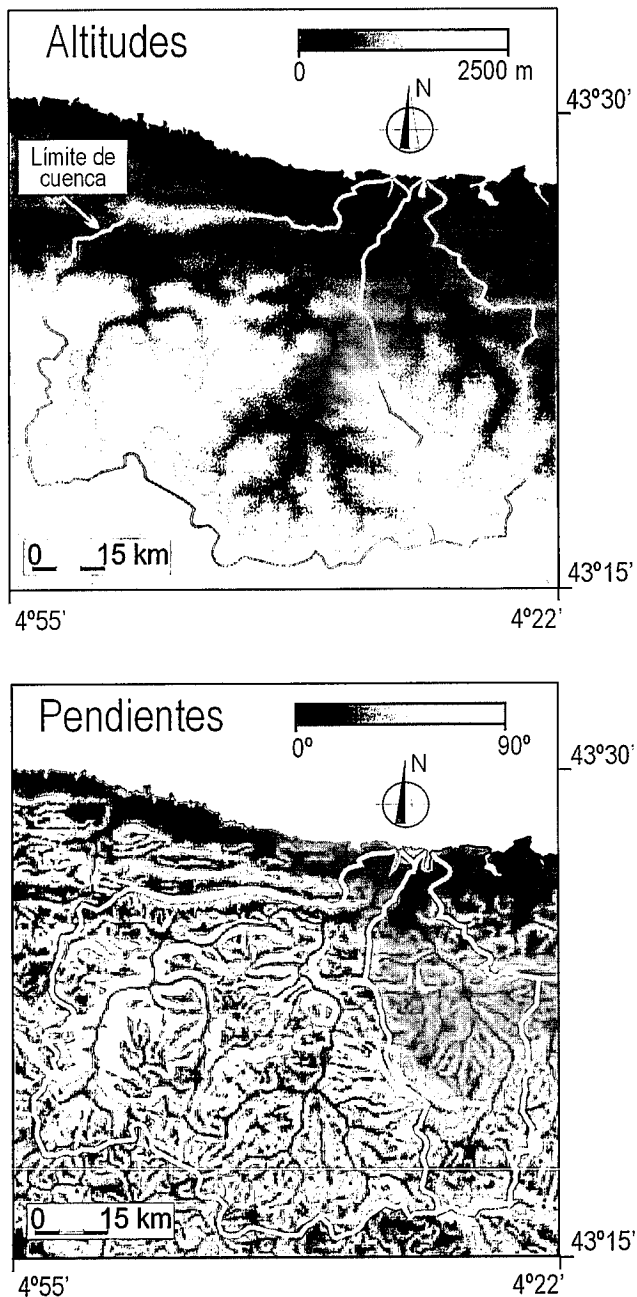 Altitudes
0 2500 m
N
43º30'
Límite de
cuenca
0 15 km
43º15'
4º55' 4º22'
Pendientes
0º 90º
N
43º30'
0 15 km
43º15'
4º55' 4º22'